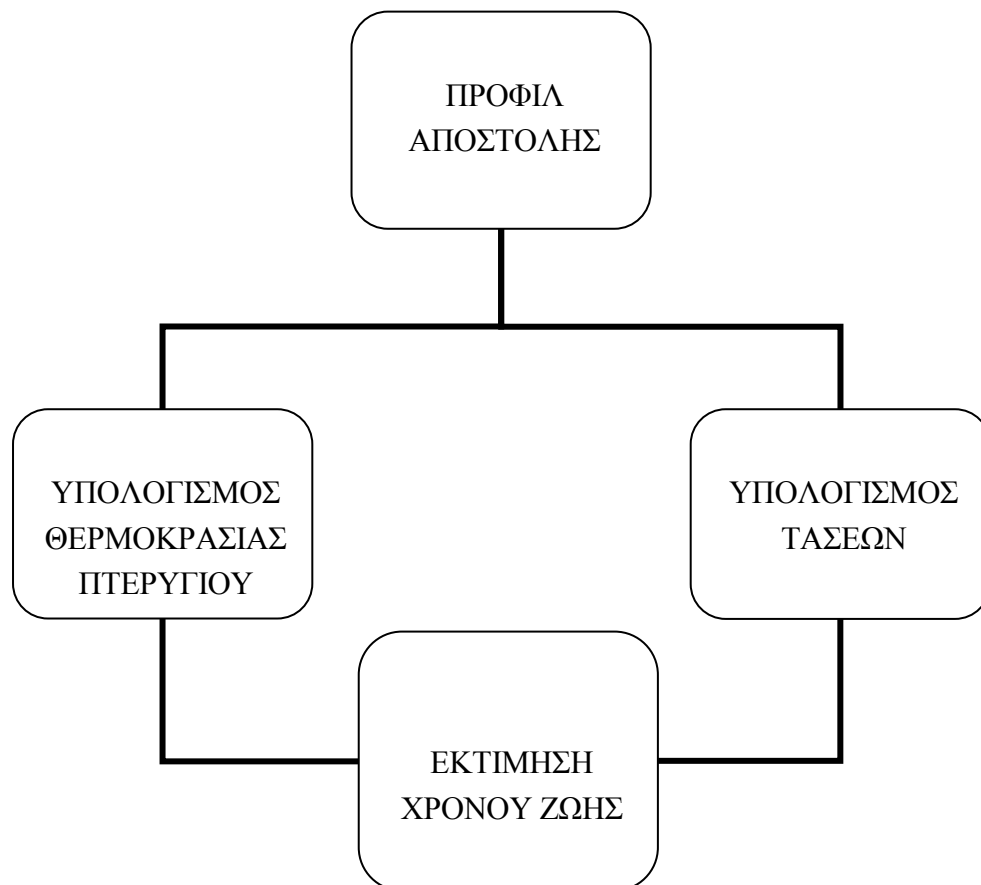 ΠΡΟΦΙΛ
ΑΠΟΣΤΟΛΗΣ
ΥΠΟΛΟΓΙΣΜΟΣ
ΘΕΡΜΟΚΡΑΣΙΑΣ
ΠΤΕΡΥΓΙΟΥ
ΥΠΟΛΟΓΙΣΜΟΣ
ΤΑΣΕΩΝ
ΕΚΤΙΜΗΣΗ
ΧΡΟΝΟΥ ΖΩΗΣ